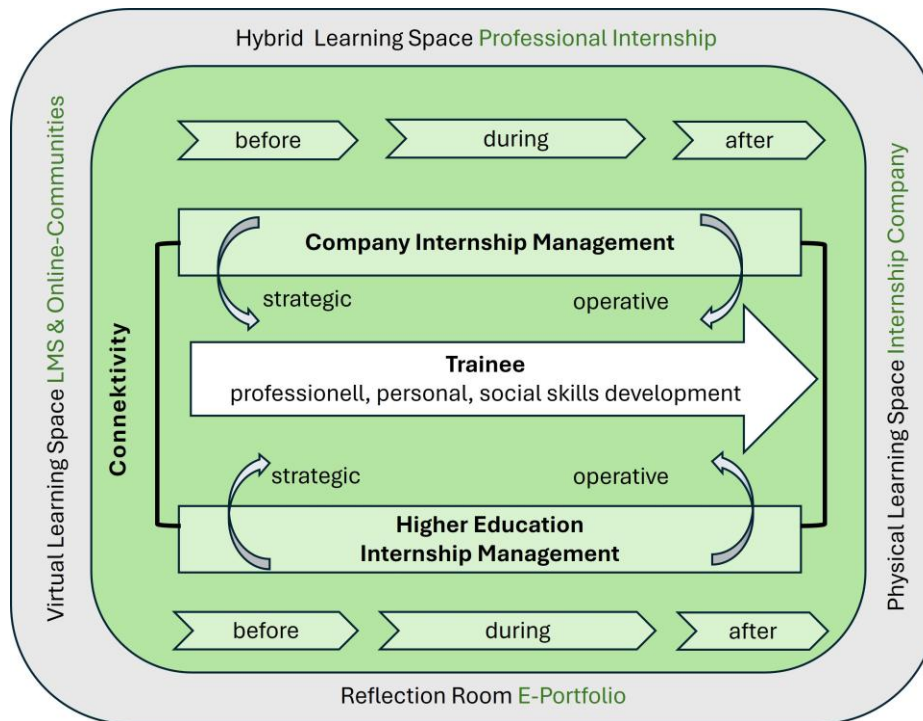 Hybrid Learning Space Professional Internship
before
during
after
Virtual Learning Space LMS & Online-Communities
Connektivity
Company Internship Management
strategic
operative
Trainee
professionell, personal, social skills development
strategic
operative
Higher Education
Internship Management
before
during
after
Physical Learning Space Internship Company
Reflection Room E-Portfolio